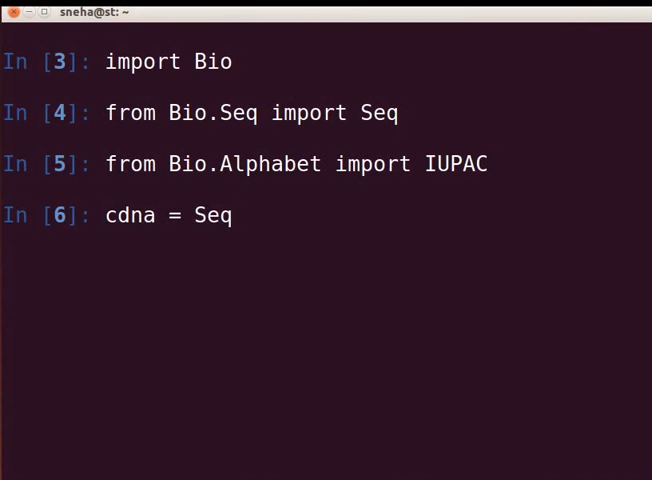 sneha@st: ~
In [3]: import Bio
In [4]: from Bio.Seq import Seq
In [5]: from Bio.Alphabet import IUPAC
In [6]: cdna = Seq